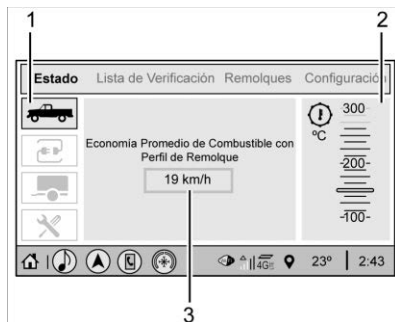 1
2
Estado Lista de Verificación Remolques Configuración
300
°C
Economía Promedio de Combustible con
Perfil de Remolque
200
19 km/h
100
4G
23° 2:43
3